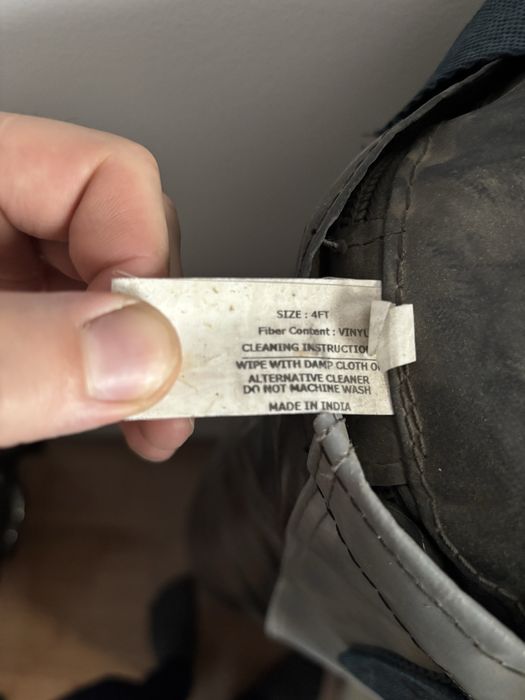 SIZE : 4FT
Fiber Content : VINYL
CLEANING INSTRUCTIO
WIPE WITH DAMP CLOTH O
ALTERNATIVE CLEANER
DO NOT MACHINE WASH
MADE IN INDIA